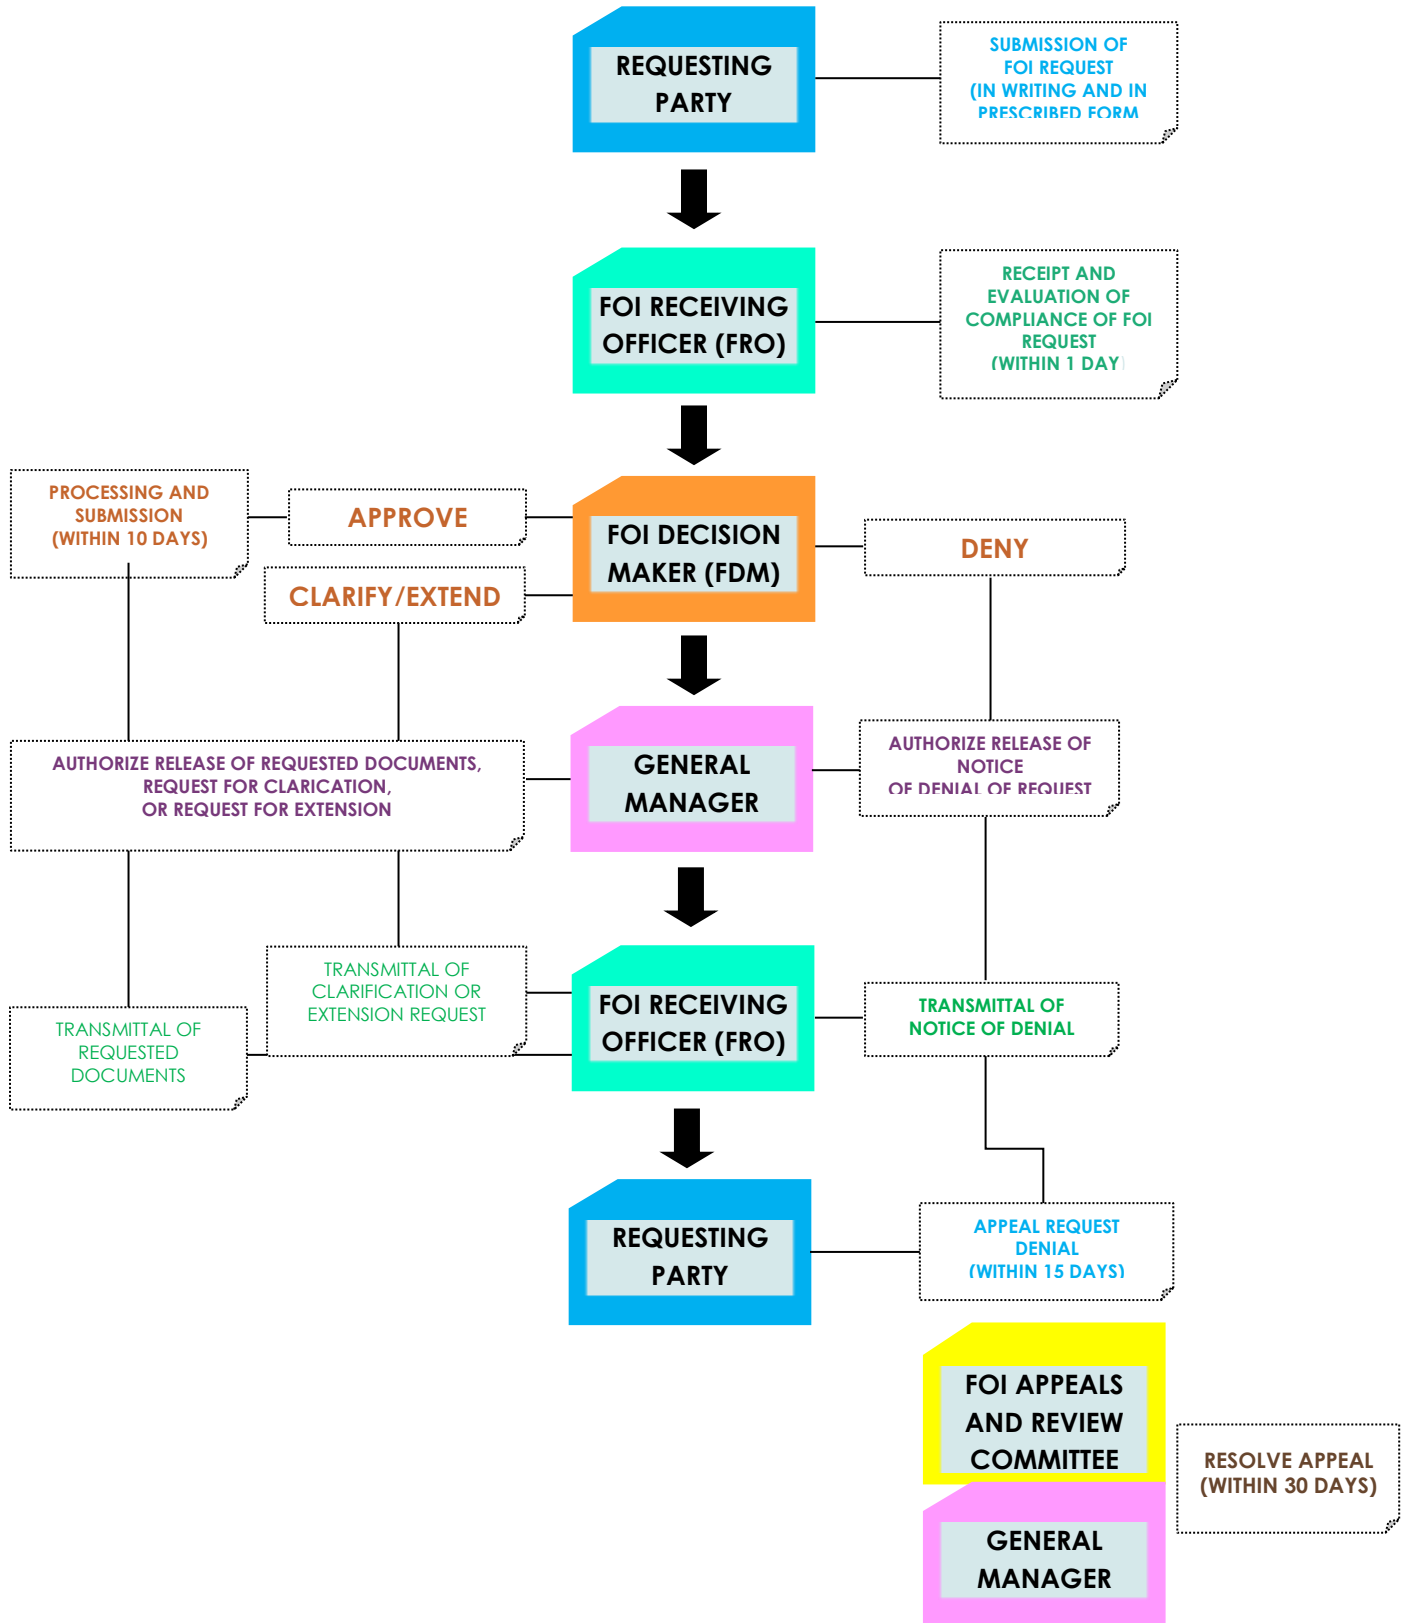 REQUESTING
PARTY
SUBMISSION OF
FOI REQUEST
(IN WRITING AND IN
PRESCRIBED FORM
FOI RECEIVING
OFFICER (FRO)
RECEIPT AND
EVALUATION OF
COMPLIANCE OF FOI
REQUEST
(WITHIN 1 DAY)
PROCESSING AND
SUBMISSION
(WITHIN 10 DAYS)
APPROVE
CLARIFY/EXTEND
FOI DECISION
MAKER (FDM)
DENY
AUTHORIZE RELEASE OF REQUESTED DOCUMENTS,
REQUEST FOR CLARICATION,
OR REQUEST FOR EXTENSION
GENERAL
MANAGER
AUTHORIZE RELEASE OF
NOTICE
OF DENIAL OF REQUEST
TRANSMITTAL OF
REQUESTED
DOCUMENTS
TRANSMITTAL OF
CLARIFICATION OR
EXTENSION REQUEST
FOI RECEIVING
OFFICER (FRO)
TRANSMITTAL OF
NOTICE OF DENIAL
REQUESTING
PARTY
APPEAL REQUEST
DENIAL
(WITHIN 15 DAYS)
FOI APPEALS
AND REVIEW
COMMITTEE
RESOLVE APPEAL
(WITHIN 30 DAYS)
GENERAL
MANAGER